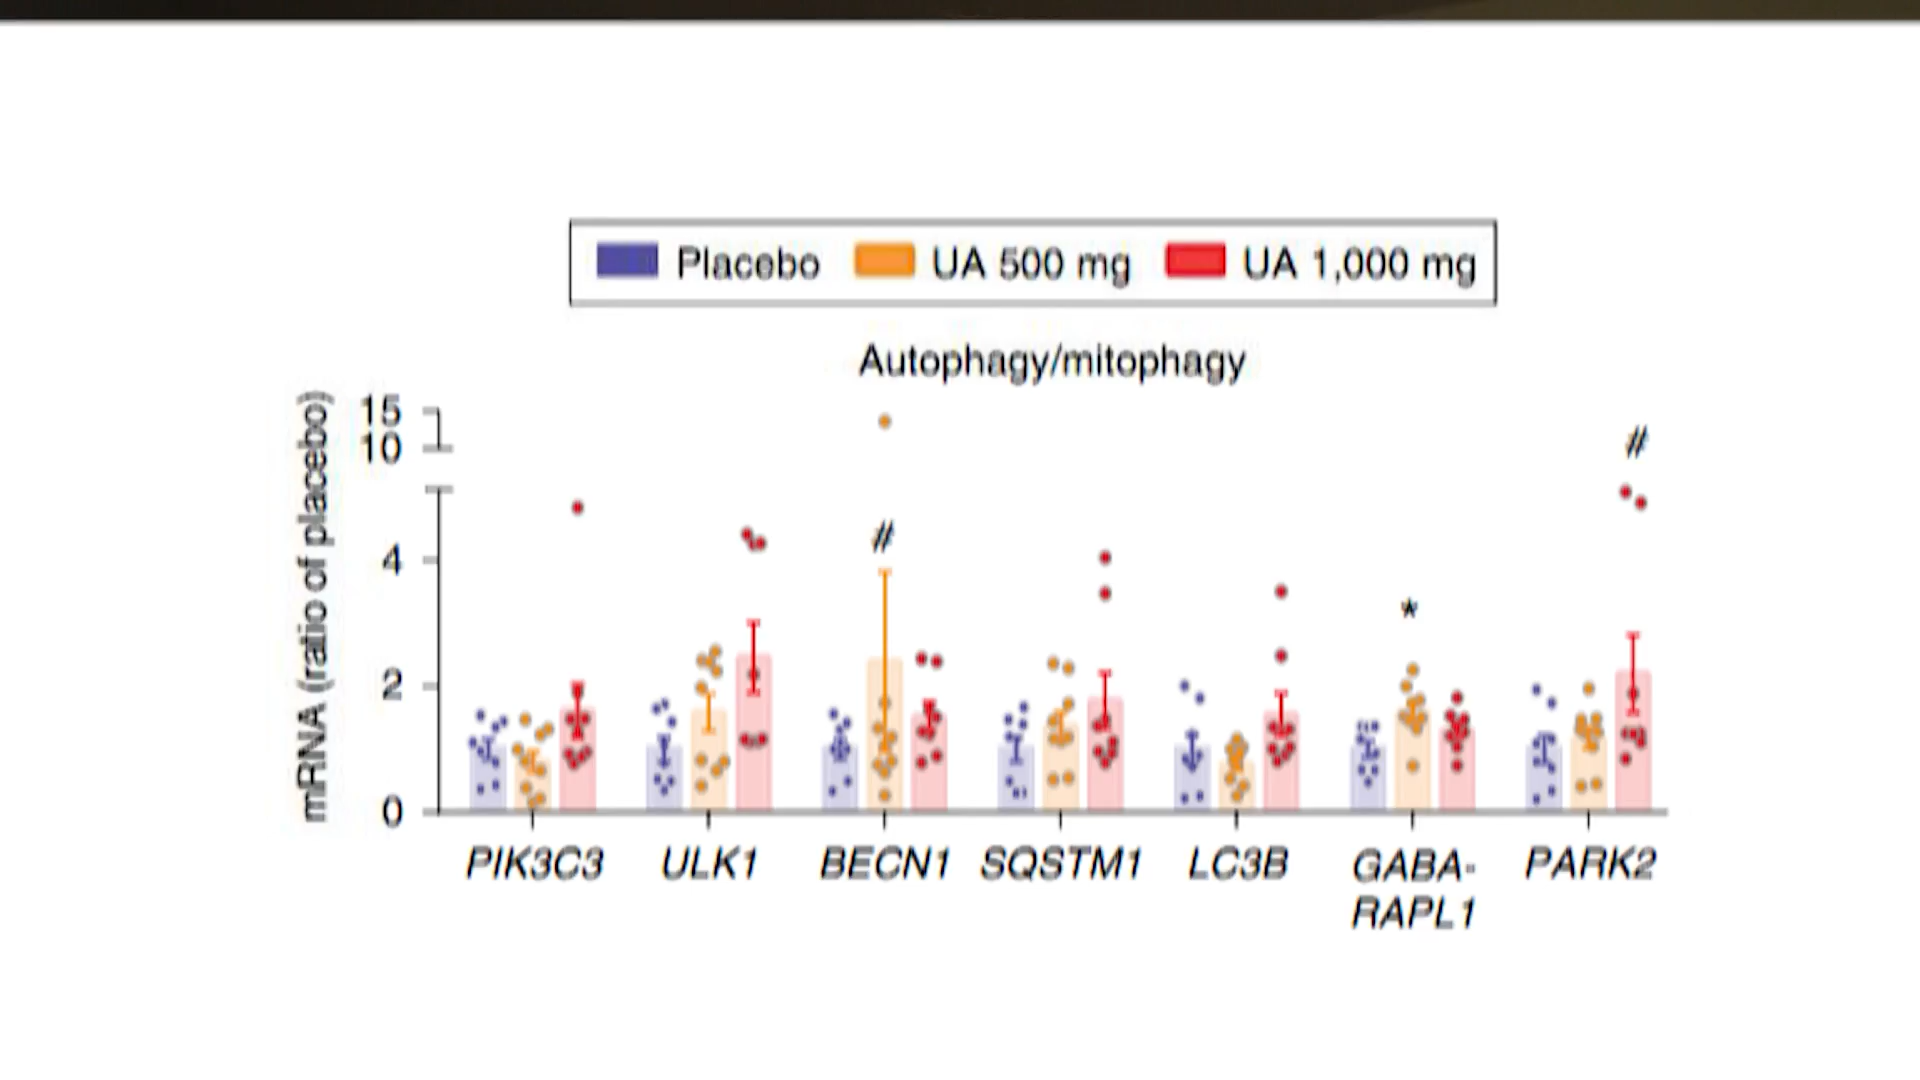 Placebo UA 500 mg UA 1,000 mg
Autophagy/mitophagy
mRNA (ratio of placebo)
15
10
4
2
0
#
#
*
PIK3C3 ULK1 BECN1 SQSTM1 LC3B GABA- PARK2
RAPL1